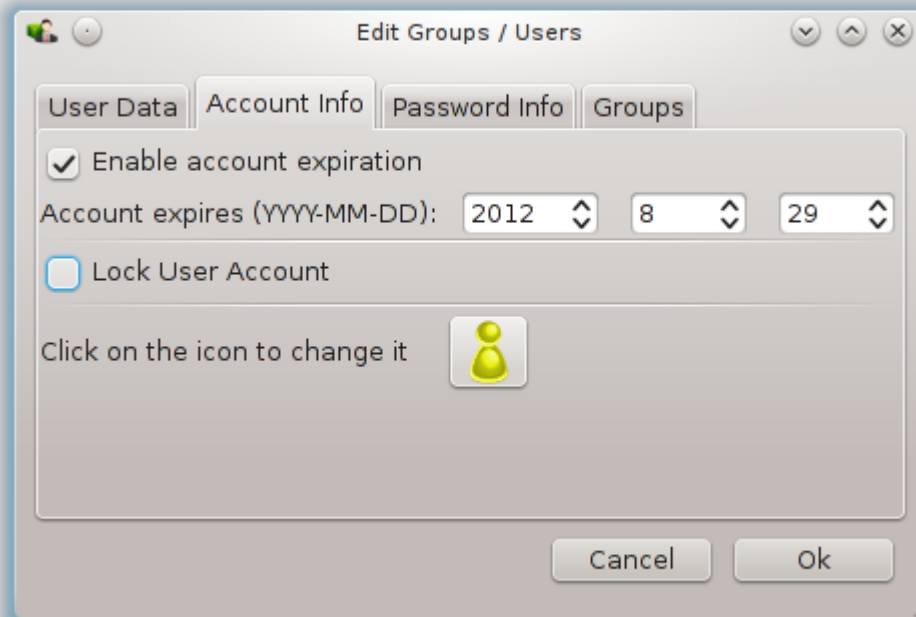 Edit Groups / Users
User Data Account Info Password Info Groups
Enable account expiration
Account expires (YYYY-MM-DD): 2012 8 29
Lock User Account
Click on the icon to change it
Cancel Ok